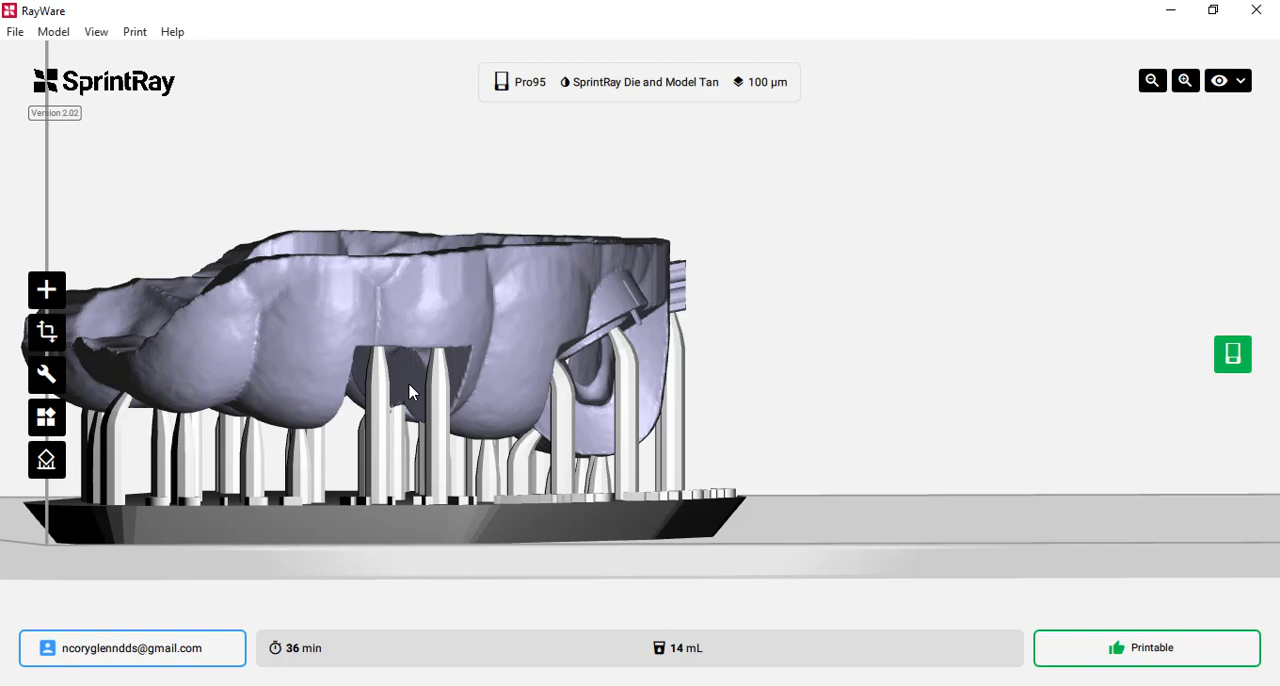 RayWare
File Model View Print Help
SprintRay
Version 2.02
Pro95 SprintRay Die and Model Tan 100 µm
ncoryglenndds@gmail.com
36 min
14 mL
Printable